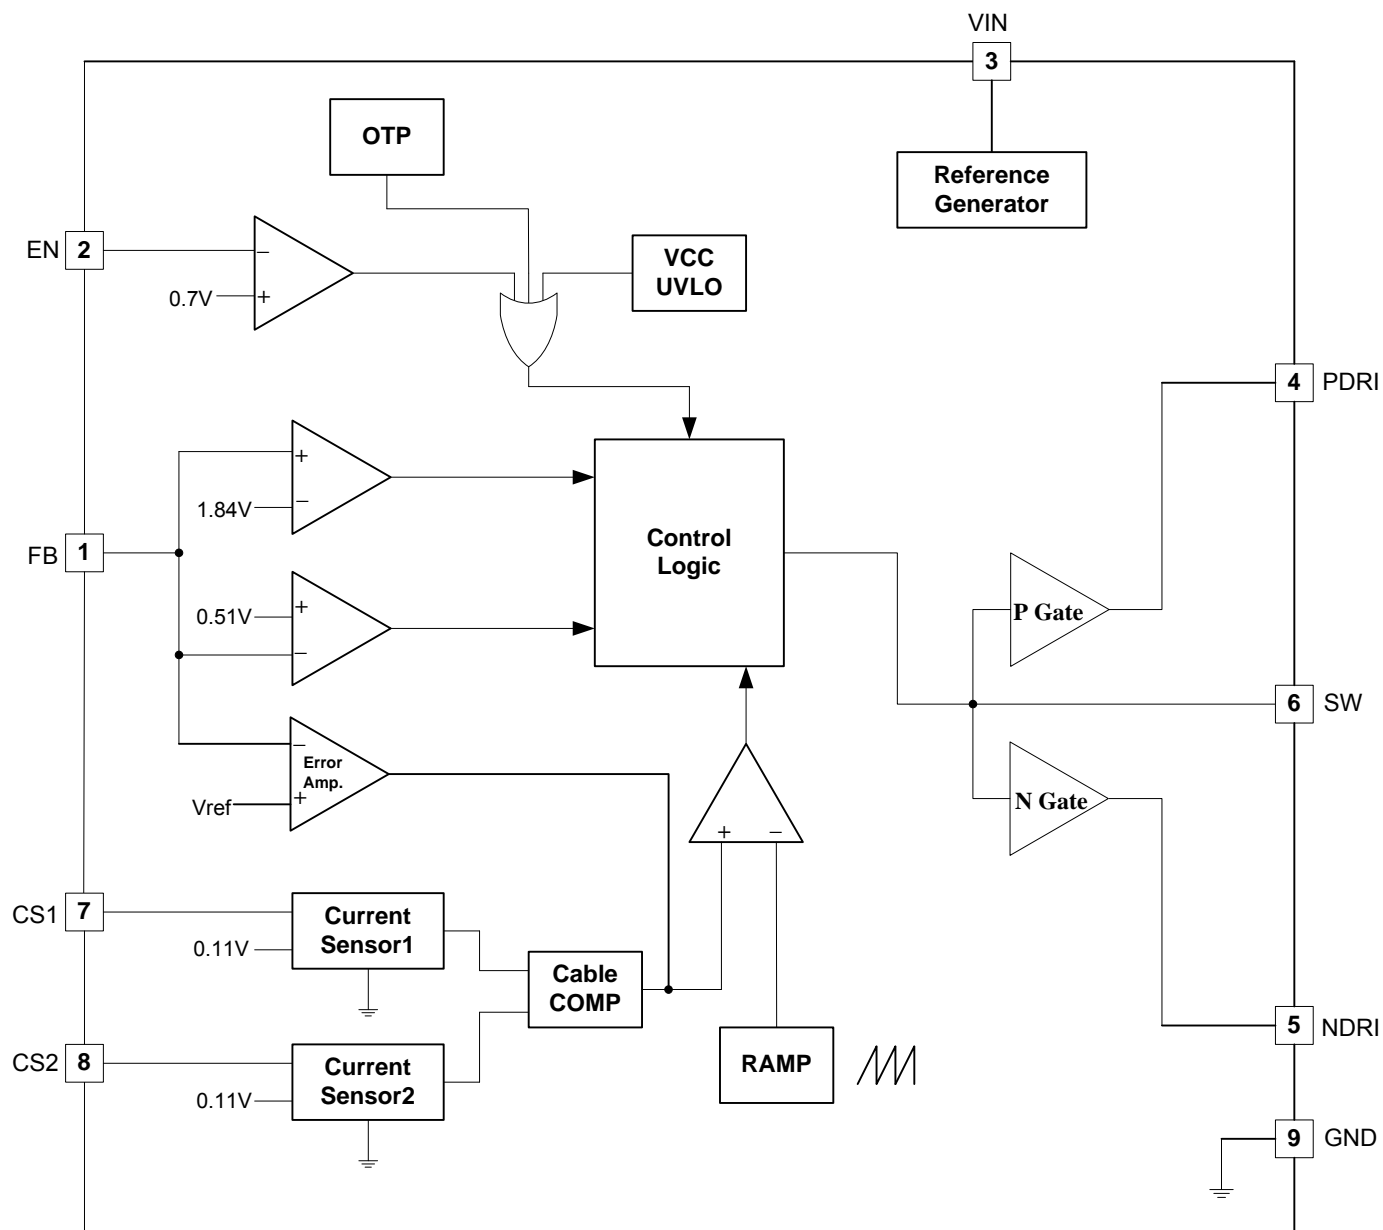 VIN
3
OTP
Reference
Generator
EN
2
−
0.7V
+
VCC
UVLO
4
PDRI
+
1.84V
−
FB
1
Control
Logic
0.51V
+
−
P Gate
6
SW
−
Error
Amp.
Vref
+
+
−
N Gate
CS1
7
0.11V
Current
Sensor1
Cable
COMP
CS2
8
0.11V
Current
Sensor2
RAMP
5
NDRI
9
GND